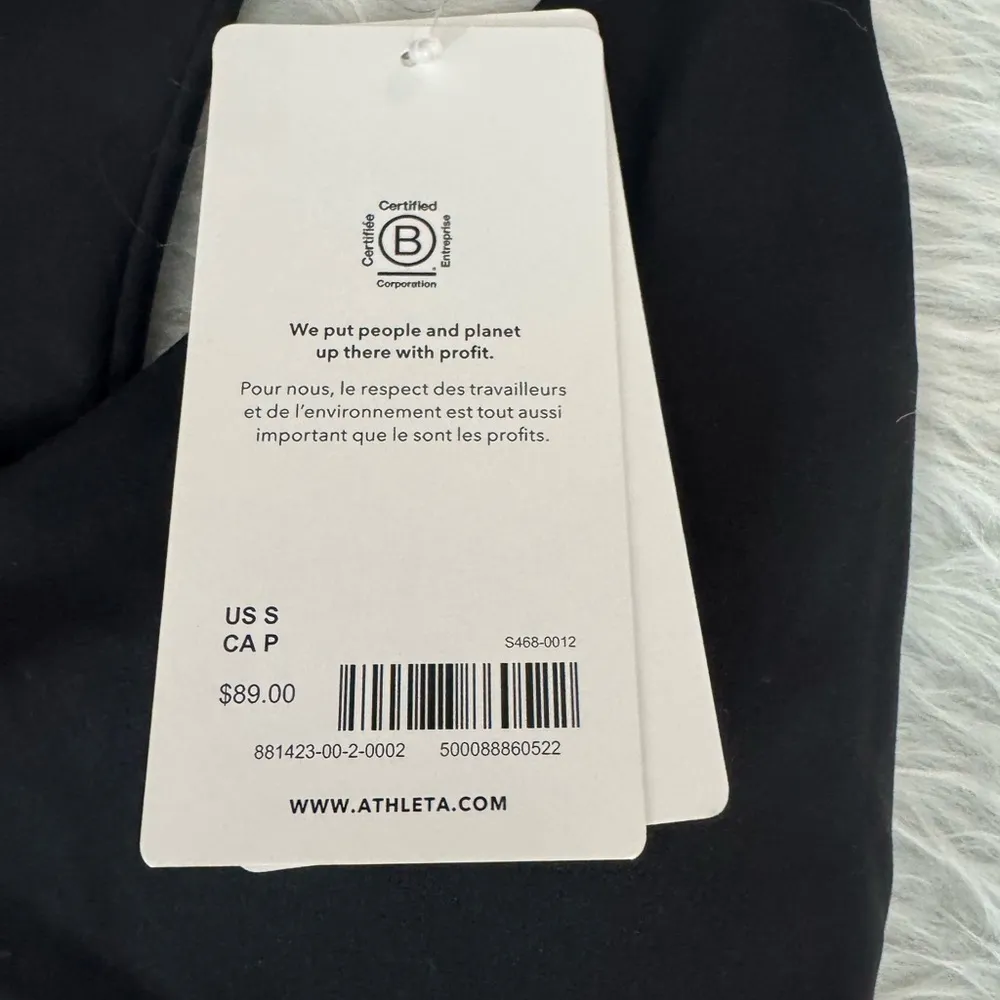 Certified
Certifiée
B
Entreprise
Corporation
We put people and planet
up there with profit.
Pour nous, le respect des travailleurs
et de l'environnement est tout aussi
important que le sont les profits.
US S
CA P
S468-0012
$89.00
881423-00-2-0002 500088860522
WWW.ATHLETA.COM